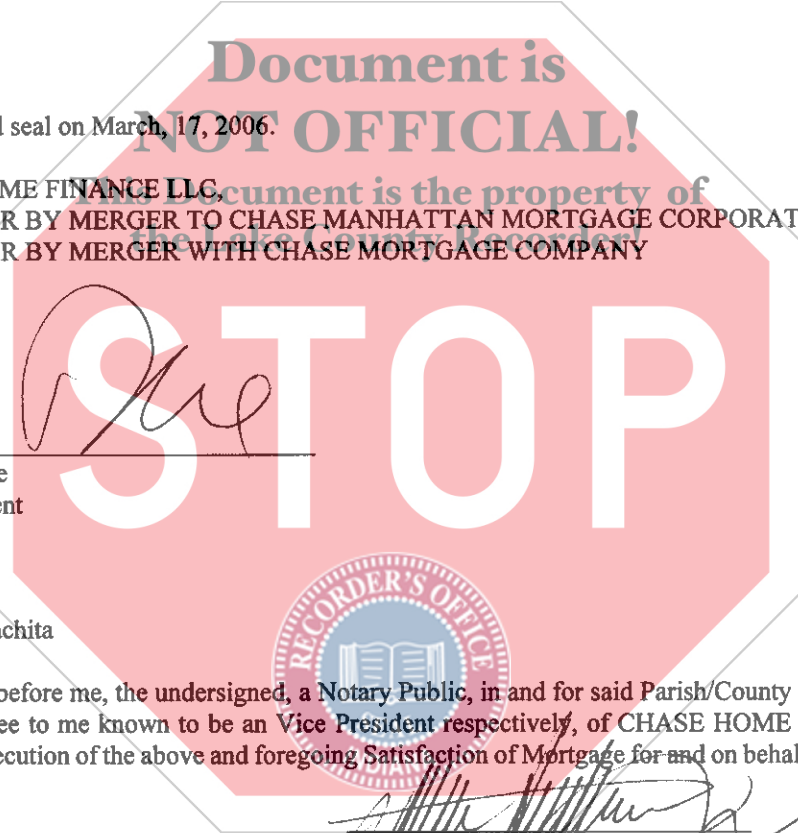 Document is
NOT OFFICIAL!
This Document is the property of
the Lake County Recorder!
d seal on March, 17, 2006.
ME FINANCE LLC,
R BY MERGER TO CHASE MANHATTAN MORTGAGE CORPORAT
R BY MERGER WITH CHASE MORTGAGE COMPANY
STOP
e
ent
RECORDER'S OFFICE
achita
before me, the undersigned, a Notary Public, in and for said Parish/County
ee to me known to be an Vice President respectively, of CHASE HOME
ecution of the above and foregoing Satisfaction of Mortgage for and on behal